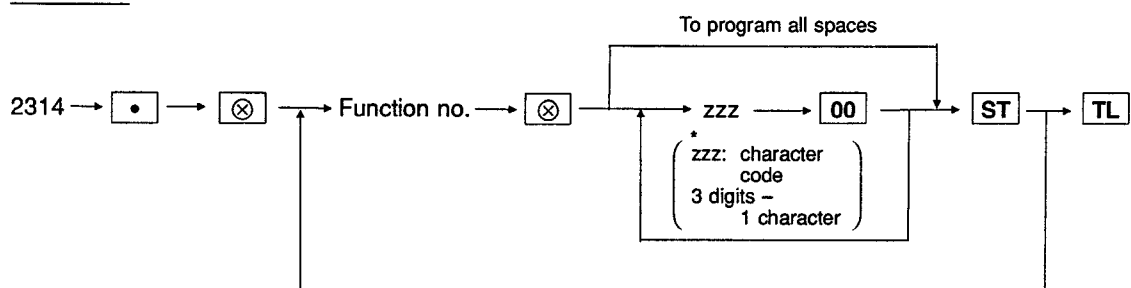 To program all spaces
2314 → • → ⊗ → Function no. → ⊗ → zzz → 00 → ST → TL
*
zzz: character
code
3 digits –
1 character